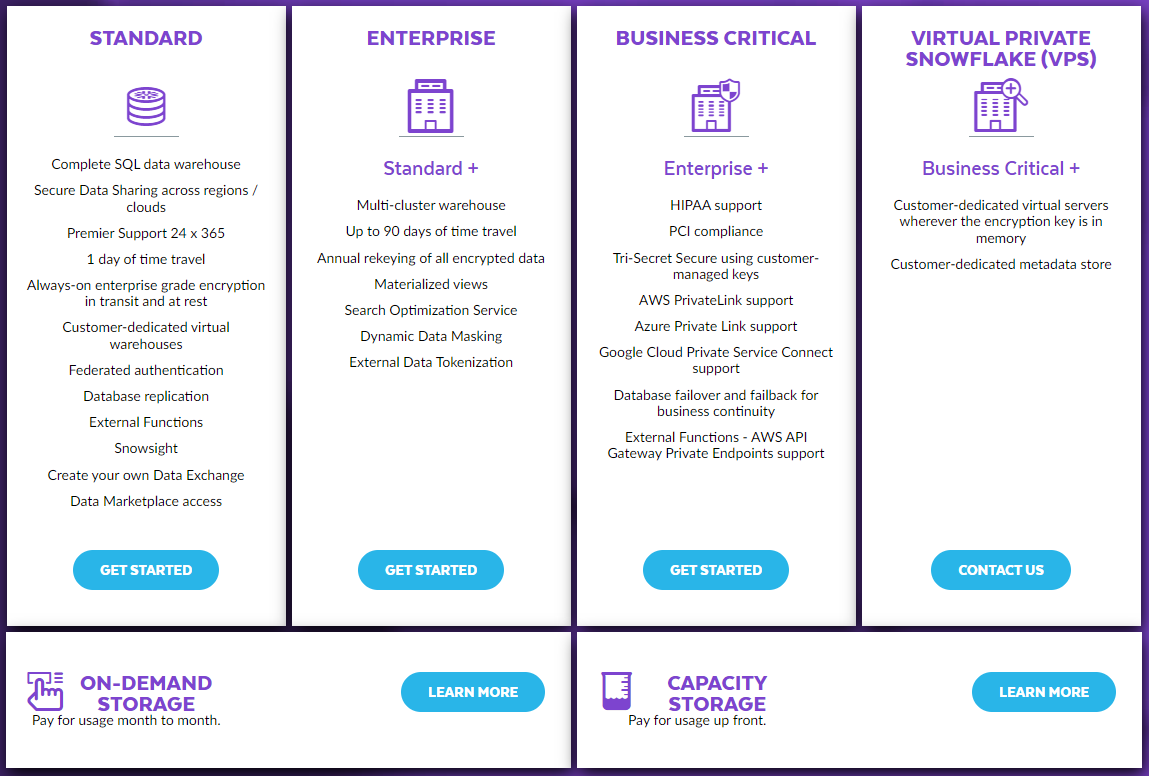 STANDARD
Complete SQL data warehouse
Secure Data Sharing across regions /
clouds
Premier Support 24 x 365
1 day of time travel
Always-on enterprise grade encryption
in transit and at rest
Customer-dedicated virtual
warehouses
Federated authentication
Database replication
External Functions
Snowsight
Create your own Data Exchange
Data Marketplace access
GET STARTED
ENTERPRISE
Standard +
Multi-cluster warehouse
Up to 90 days of time travel
Annual rekeying of all encrypted data
Materialized views
Search Optimization Service
Dynamic Data Masking
External Data Tokenization
GET STARTED
BUSINESS CRITICAL
Enterprise +
HIPAA support
PCI compliance
Tri-Secret Secure using customer-
managed keys
AWS PrivateLink support
Azure Private Link support
Google Cloud Private Service Connect
support
Database failover and failback for
business continuity
External Functions - AWS API
Gateway Private Endpoints support
GET STARTED
VIRTUAL PRIVATE
SNOWFLAKE (VPS)
Business Critical +
Customer-dedicated virtual servers
wherever the encryption key is in
memory
Customer-dedicated metadata store
CONTACT US
ON-DEMAND
STORAGE
Pay for usage month to month.
LEARN MORE
CAPACITY
STORAGE
Pay for usage up front.
LEARN MORE